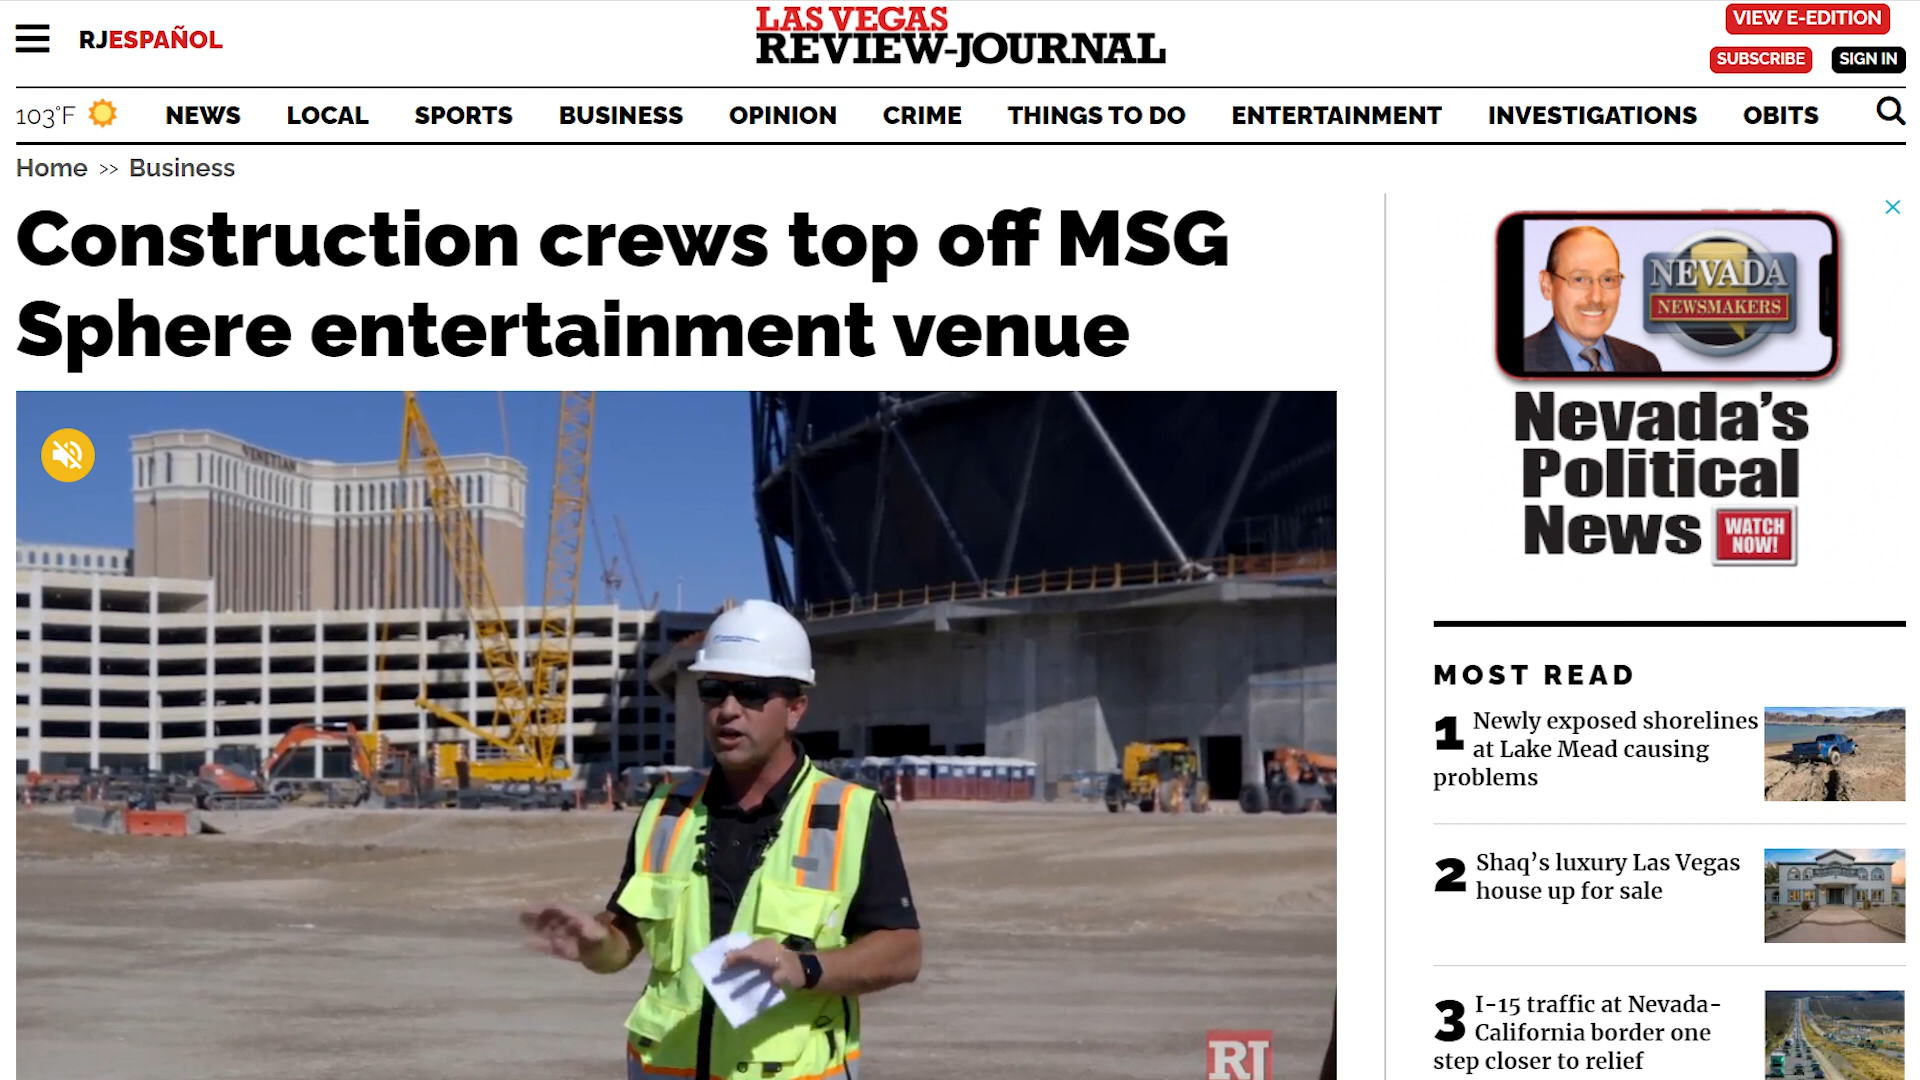 RJESPAÑOL
LAS VEGAS
REVIEW-JOURNAL
VIEW E-EDITION
SUBSCRIBE
SIGN IN
103°F
NEWS
LOCAL
SPORTS
BUSINESS
OPINION
CRIME
THINGS TO DO
ENTERTAINMENT
INVESTIGATIONS
OBITS
Home >> Business
Construction crews top off MSG
Sphere entertainment venue
VENETIAN
RJ
NEVADA
NEWSMAKERS
Nevada's
Political
News
WATCH
NOW!
MOST READ
1 Newly exposed shorelines
at Lake Mead causing
problems
2 Shaq’s luxury Las Vegas
house up for sale
3 I-15 traffic at Nevada-
California border one
step closer to relief